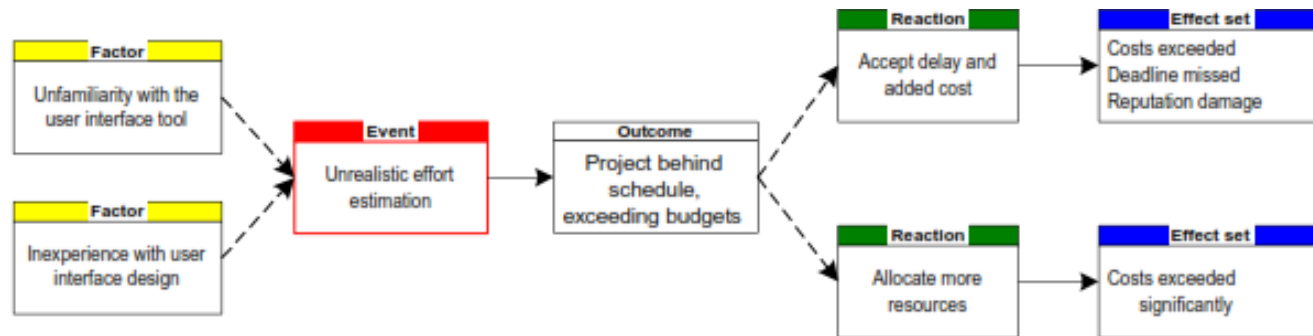 Factor
Unfamiliarity with the
user interface tool
Factor
Inexperience with user
interface design
Event
Unrealistic effort
estimation
Outcome
Project behind
schedule,
exceeding budgets
Reaction
Accept delay and
added cost
Effect set
Costs exceeded
Deadline missed
Reputation damage
Reaction
Allocate more
resources
Effect set
Costs exceeded
significantly